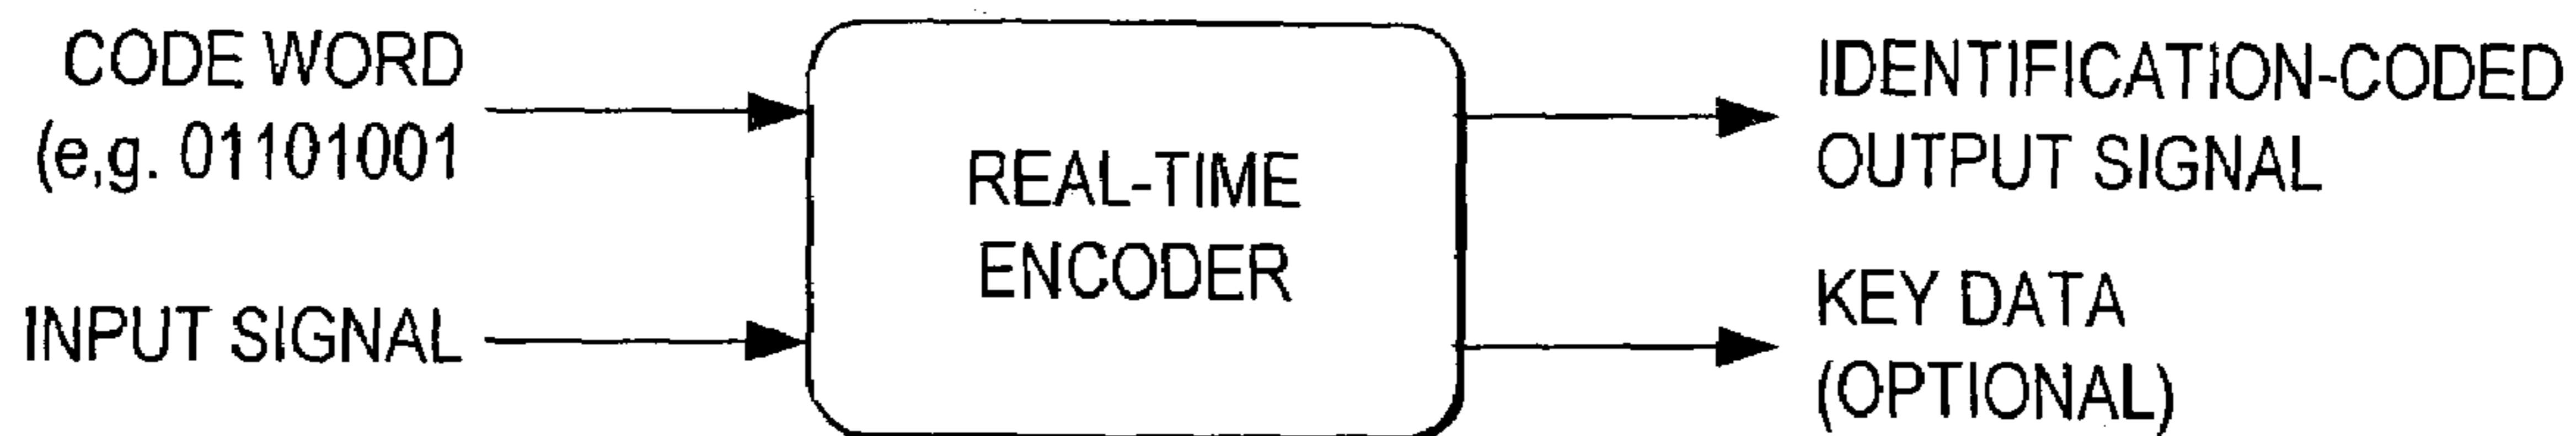 CODE WORD
(e,g. 01101001
INPUT SIGNAL
REAL-TIME
ENCODER
IDENTIFICATION-CODED
OUTPUT SIGNAL
KEY DATA
(OPTIONAL)